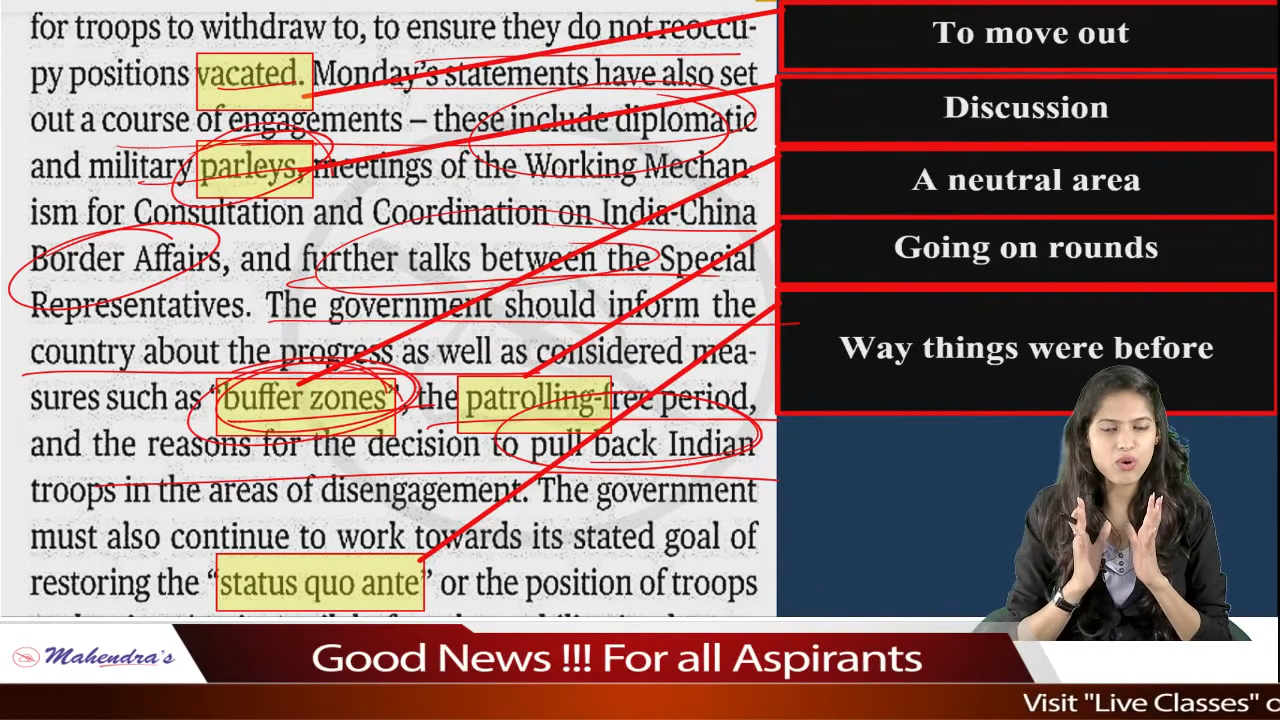 for troops to withdraw to, to ensure they do not reoccu-
py positions vacated. Monday's statements have also set
out a course of engagements – these include diplomatic
and military parleys, meetings of the Working Mechan-
ism for Consultation and Coordination on India-China
Border Affairs, and further talks between the Special
Representatives. The government should inform the
country about the progress as well as considered mea-
sures such as "buffer zones", the patrolling-free period,
and the reasons for the decision to pull back Indian
troops in the areas of disengagement. The government
must also continue to work towards its stated goal of
restoring the "status quo ante" or the position of troops
To move out
Discussion
A neutral area
Going on rounds
Way things were before
Mahendra's
Good News !!! For all Aspirants
Visit "Live Classes"